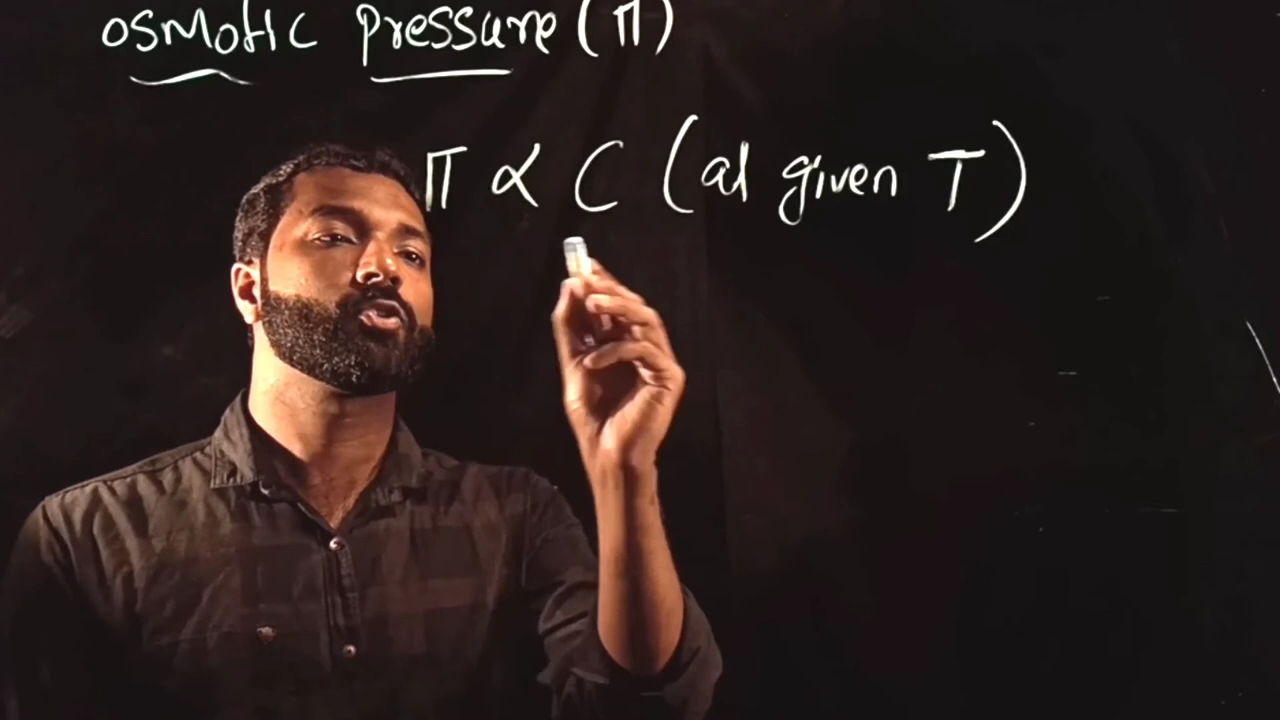 osmotic pressure (π)
π ∝ C (at given T)